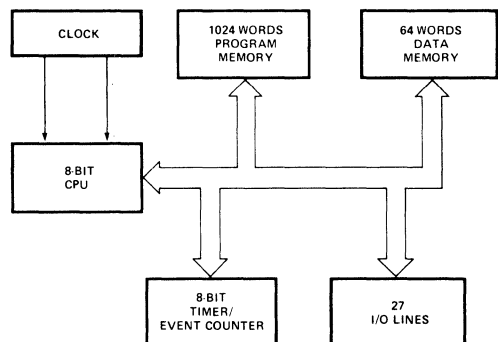 CLOCK
1024 WORDS
PROGRAM
MEMORY
64 WORDS
DATA
MEMORY
8-BIT
CPU
8-BIT
TIMER/
EVENT COUNTER
27
I/O LINES